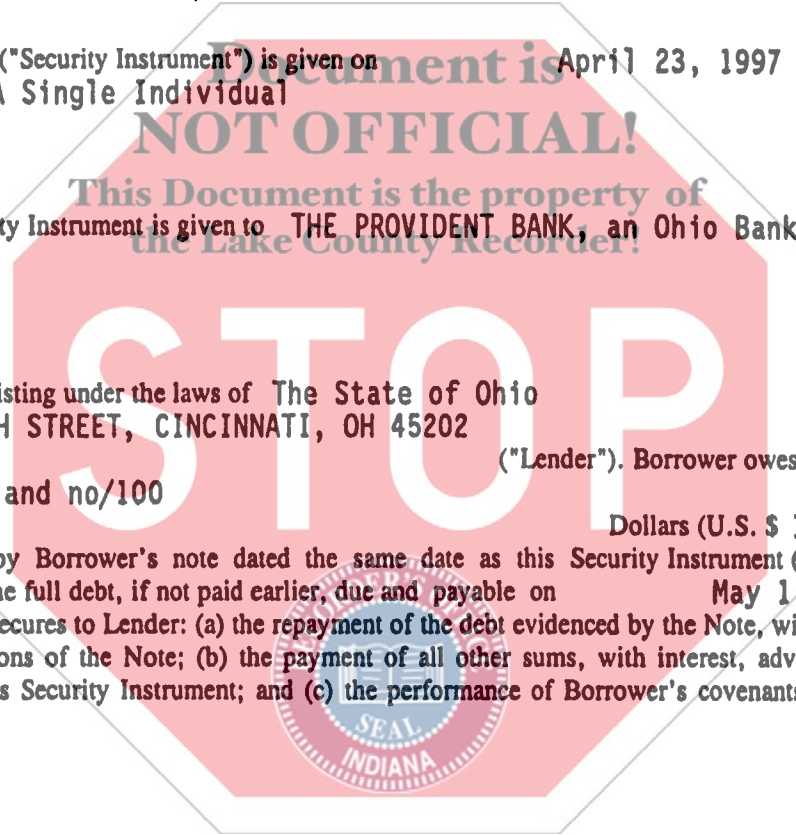 ("Security Instrument") is given on April 23, 1997
A Single Individual
Document is
NOT OFFICIAL!
This Document is the property of
the Lake County Recorder!
ty Instrument is given to THE PROVIDENT BANK, an Ohio Bank
STOP
isting under the laws of The State of Ohio
H STREET, CINCINNATI, OH 45202
("Lender"). Borrower owes
and no/100
Dollars (U.S. $
by Borrower's note dated the same date as this Security Instrument (
he full debt, if not paid earlier, due and payable on May 1
ecures to Lender: (a) the repayment of the debt evidenced by the Note, wi
ons of the Note; (b) the payment of all other sums, with interest, adv
s Security Instrument; and (c) the performance of Borrower's covenants
SEAL
INDIANA